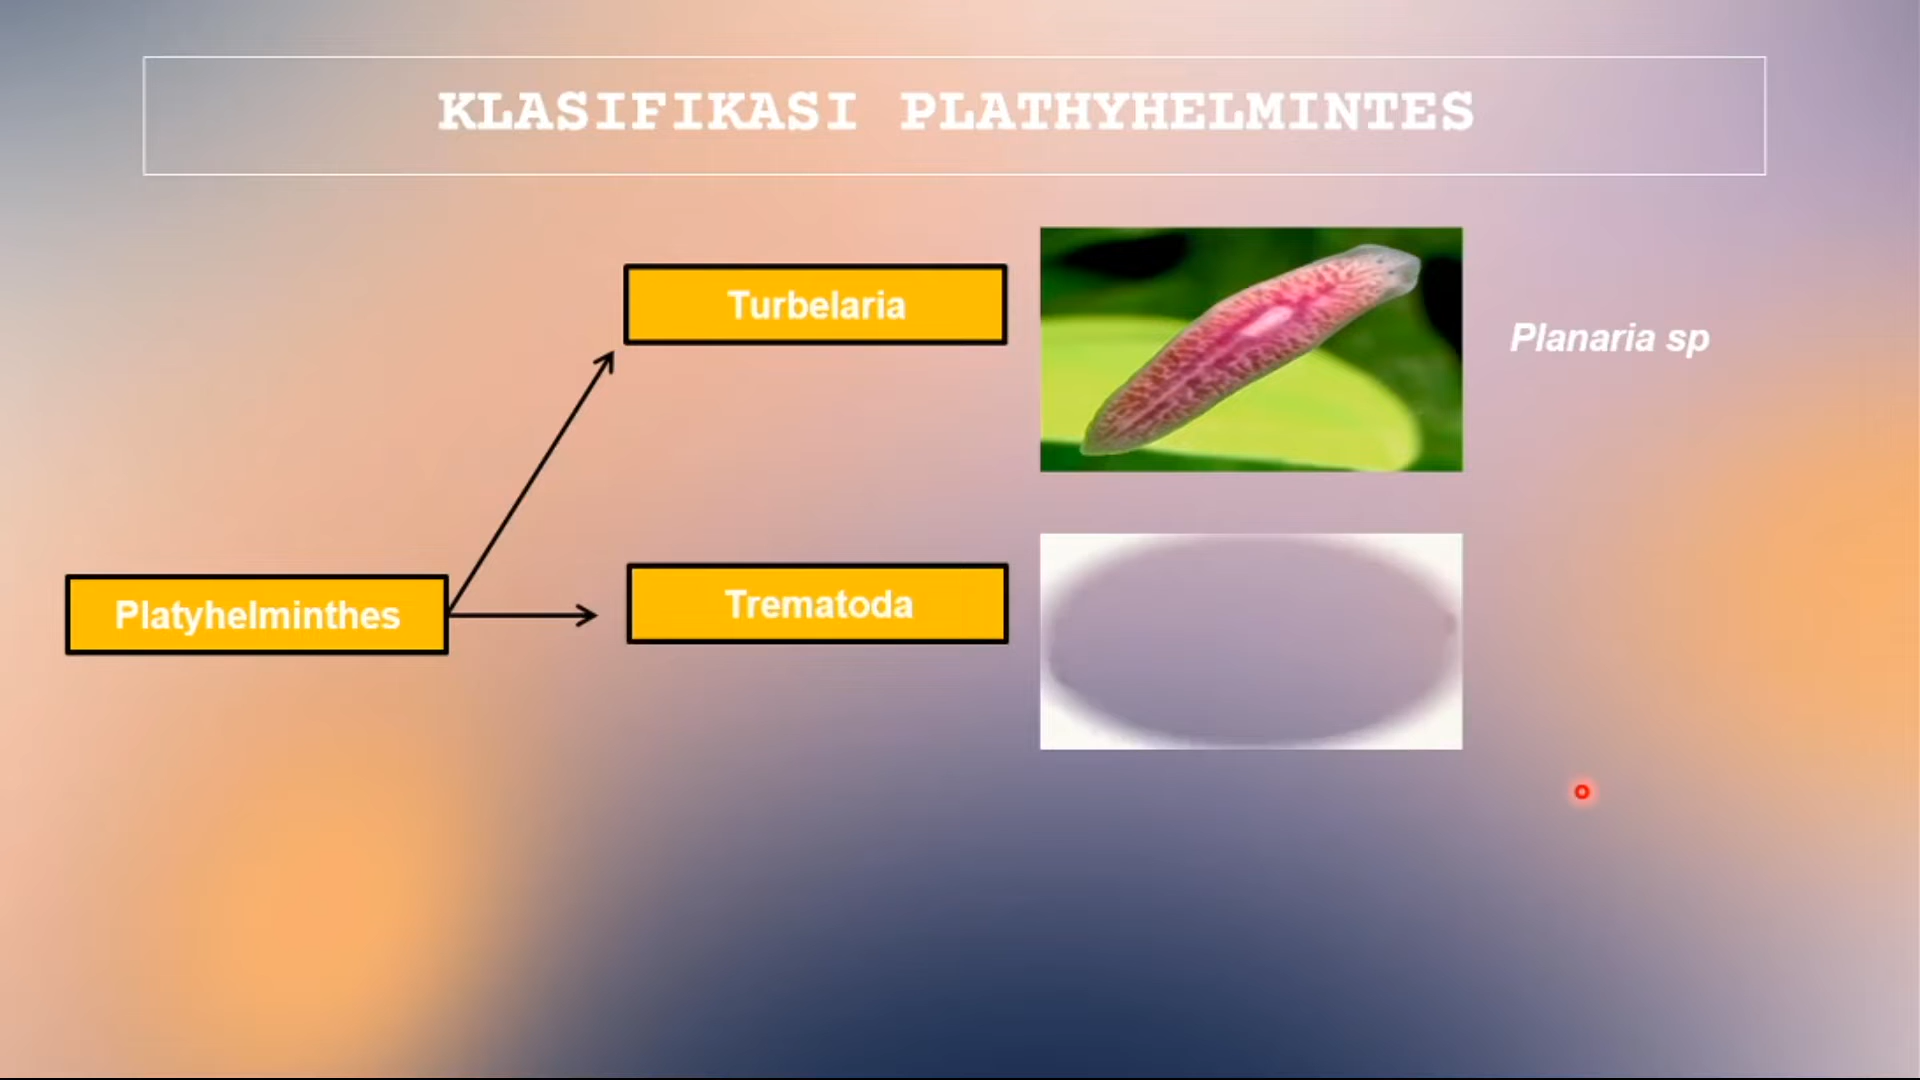 KLASIFIKASI PLATHYHELMINTES
Turbelaria
Planaria sp
Platyhelminthes
Trematoda